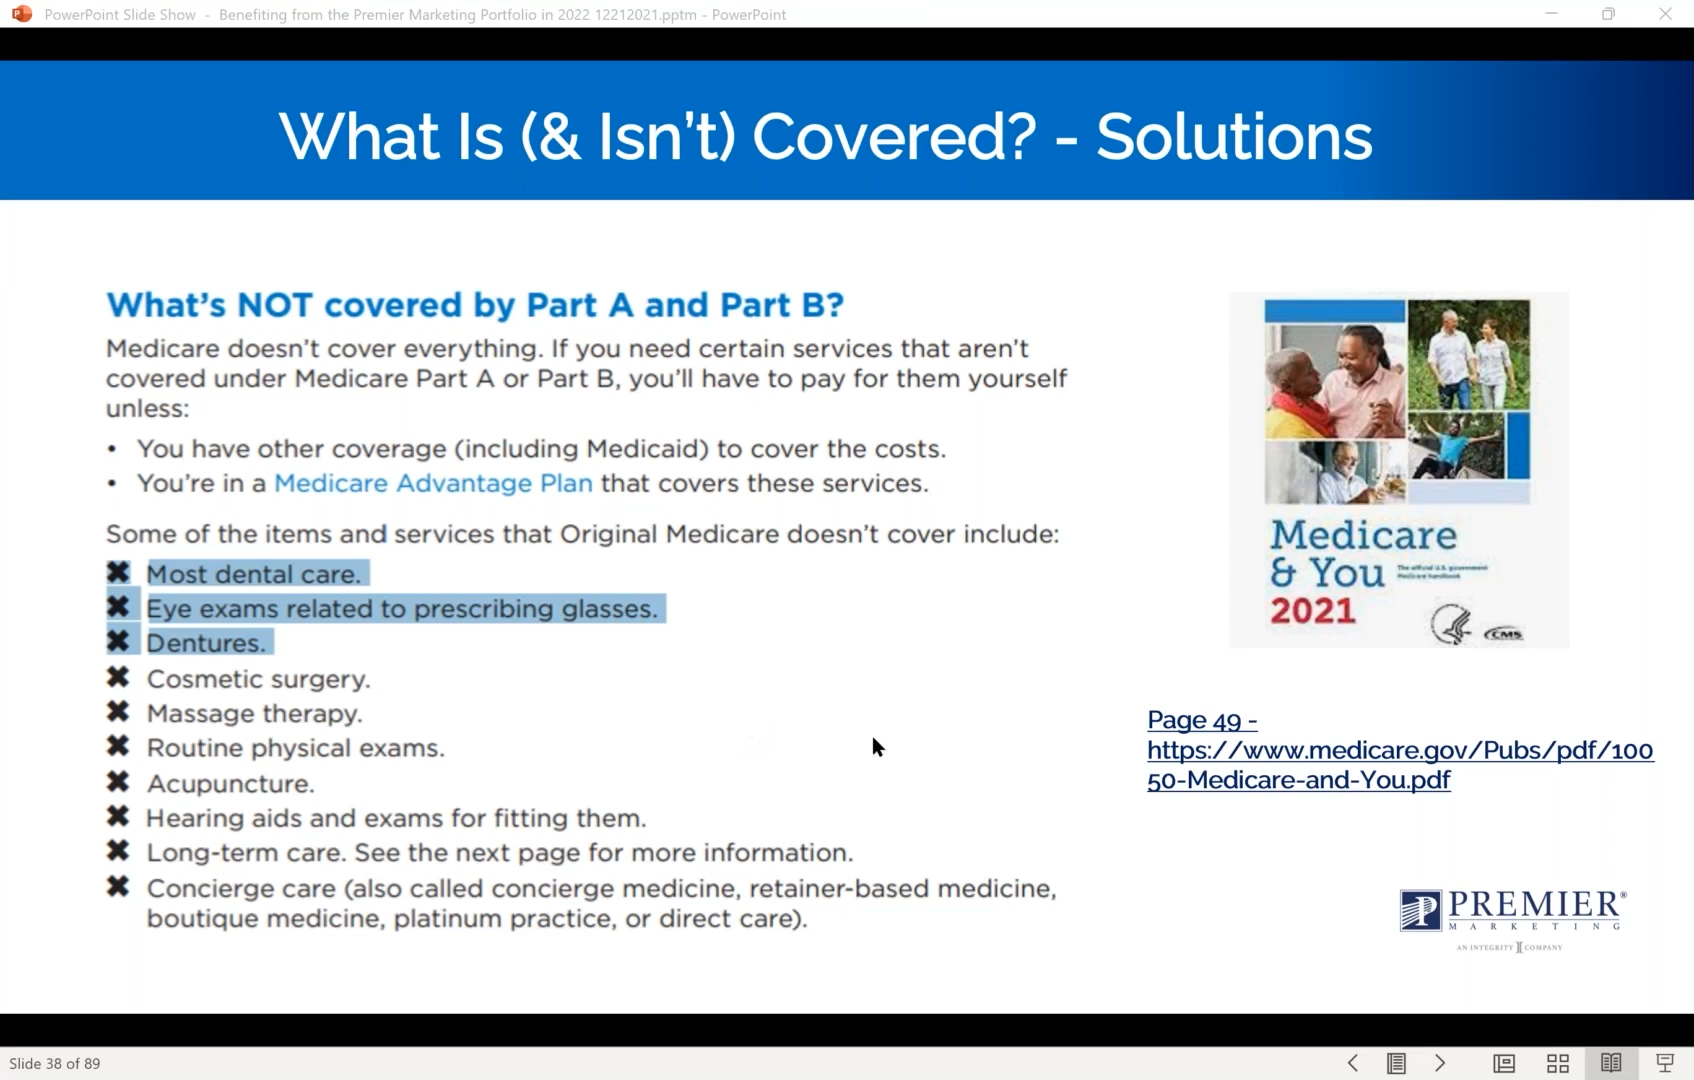 PowerPoint Slide Show - Benefiting from the Premier Marketing Portfolio in 2022 12212021.pptm - PowerPoint
What Is (& Isn't) Covered? - Solutions
What's NOT covered by Part A and Part B?
Medicare doesn't cover everything. If you need certain services that aren't
covered under Medicare Part A or Part B, you'll have to pay for them yourself
unless:
• You have other coverage (including Medicaid) to cover the costs.
• You're in a Medicare Advantage Plan that covers these services.
Some of the items and services that Original Medicare doesn't cover include:
✖ Most dental care.
✖ Eye exams related to prescribing glasses.
✖ Dentures.
✖ Cosmetic surgery.
✖ Massage therapy.
✖ Routine physical exams.
✖ Acupuncture.
✖ Hearing aids and exams for fitting them.
✖ Long-term care. See the next page for more information.
✖ Concierge care (also called concierge medicine, retainer-based medicine,
boutique medicine, platinum practice, or direct care).
Medicare
& You
The official U.S. government
Medicare handbook
2021
CMS
Page 49 -
https://www.medicare.gov/Pubs/pdf/100
50-Medicare-and-You.pdf
PREMIER®
MARKETING
AN INTEGRITY COMPANY
Slide 38 of 89